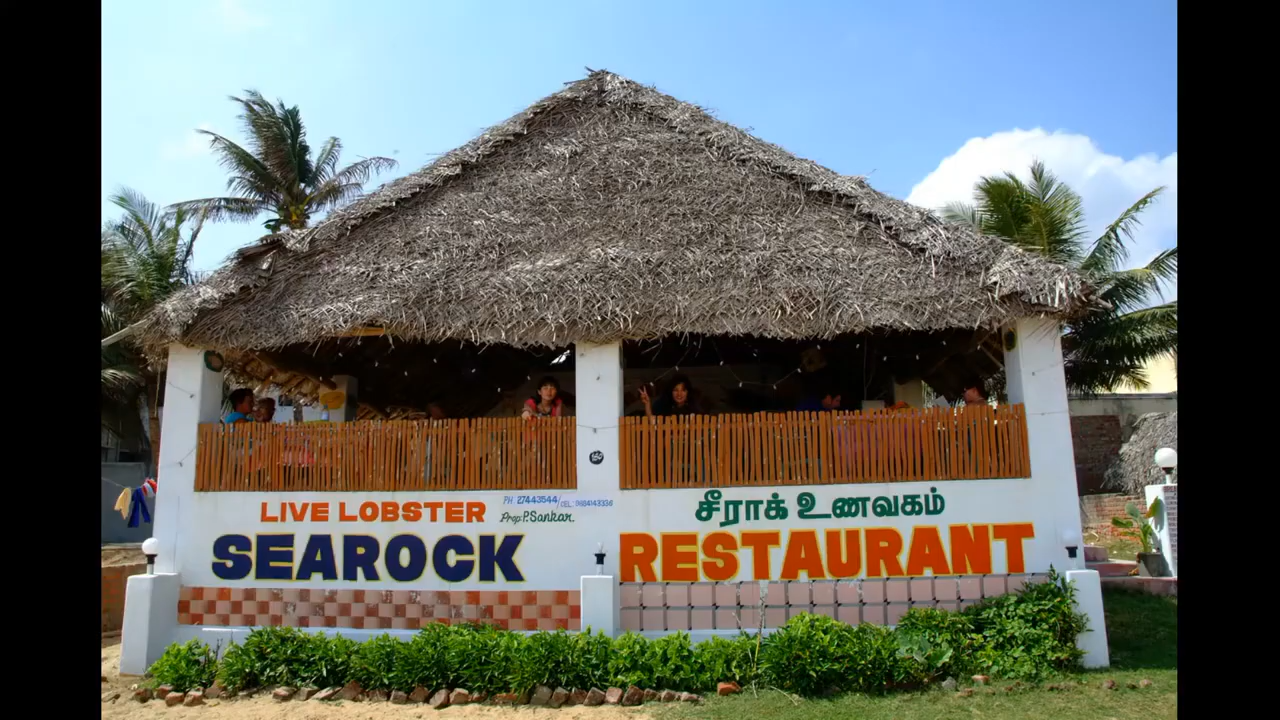 LIVE LOBSTER
PH. 27443544 / CEL. 9884143336
Prop: P. Sankar.
SEAROCK
சீராக் உணவகம்
RESTAURANT